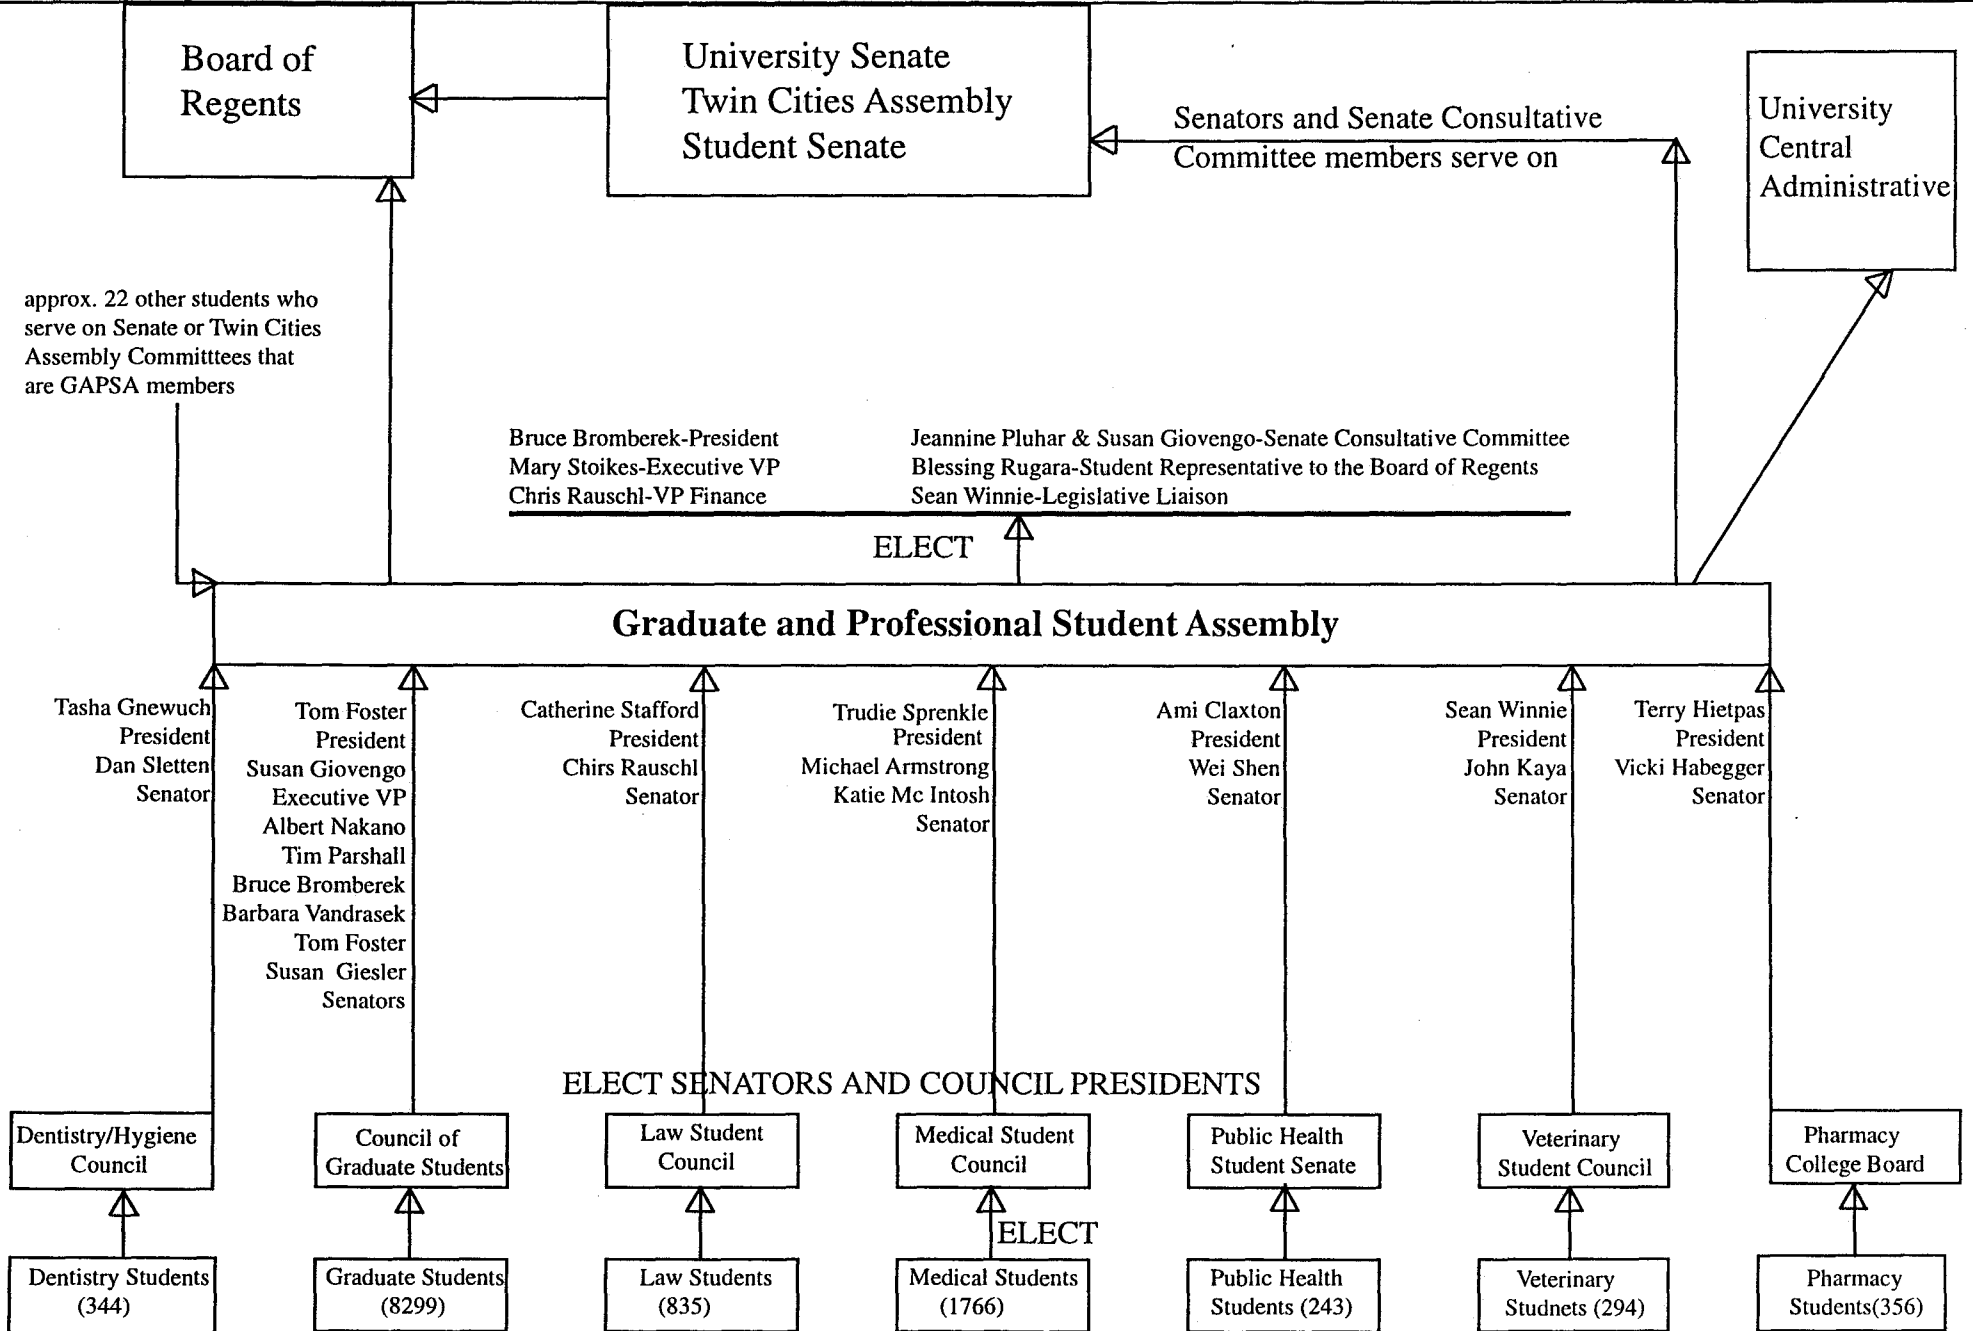 Board of
Regents
University Senate
Twin Cities Assembly
Student Senate
Senators and Senate Consultative
Committee members serve on
University
Central
Administrative
approx. 22 other students who
serve on Senate or Twin Cities
Assembly Committtees that
are GAPSA members
Bruce Bromberek-President
Mary Stoikes-Executive VP
Chris Rauschl-VP Finance
Jeannine Pluhar & Susan Giovengo-Senate Consultative Committee
Blessing Rugara-Student Representative to the Board of Regents
Sean Winnie-Legislative Liaison
ELECT
Graduate and Professional Student Assembly
Tasha Gnewuch
President
Dan Sletten
Senator
Tom Foster
President
Susan Giovengo
Executive VP
Albert Nakano
Tim Parshall
Bruce Bromberek
Barbara Vandrasek
Tom Foster
Susan Giesler
Senators
Catherine Stafford
President
Chirs Rauschl
Senator
Trudie Sprenkle
President
Michael Armstrong
Katie Mc Intosh
Senator
Ami Claxton
President
Wei Shen
Senator
Sean Winnie
President
John Kaya
Senator
Terry Hietpas
President
Vicki Habegger
Senator
ELECT SENATORS AND COUNCIL PRESIDENTS
Dentistry/Hygiene
Council
Council of
Graduate Students
Law Student
Council
Medical Student
Council
Public Health
Student Senate
Veterinary
Student Council
Pharmacy
College Board
ELECT
Dentistry Students
(344)
Graduate Students
(8299)
Law Students
(835)
Medical Students
(1766)
Public Health
Students (243)
Veterinary
Studnets (294)
Pharmacy
Students(356)